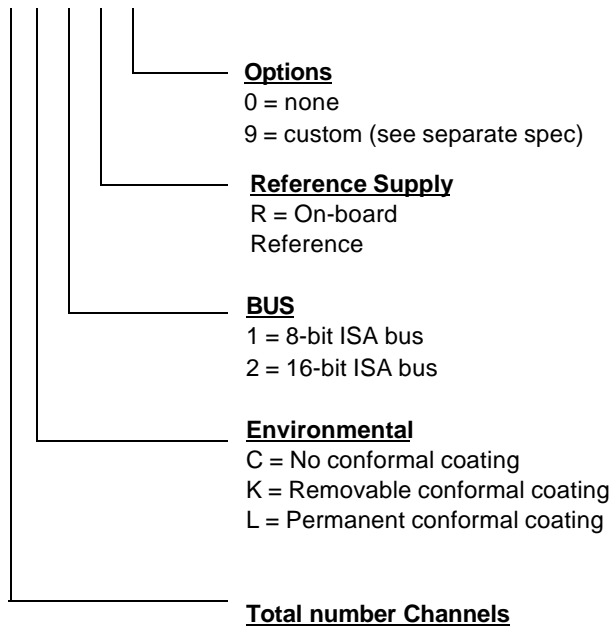 Options
0 = none
9 = custom (see separate spec)
Reference Supply
R = On-board
Reference
BUS
1 = 8-bit ISA bus
2 = 16-bit ISA bus
Environmental
C = No conformal coating
K = Removable conformal coating
L = Permanent conformal coating
Total number Channels